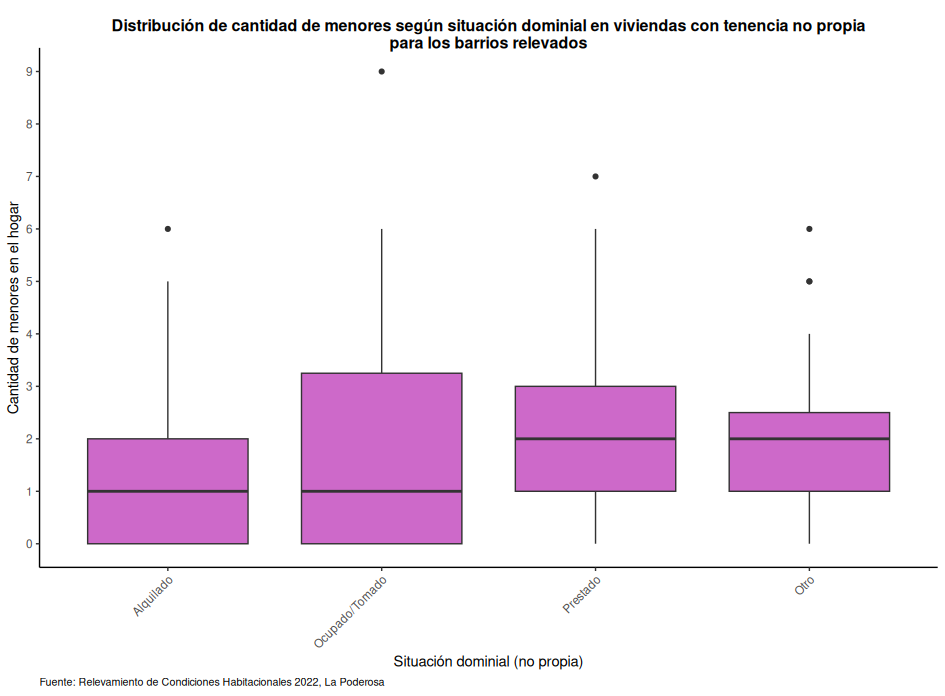 Distribución de cantidad de menores según situación dominial en viviendas con tenencia no propia
para los barrios relevados
Cantidad de menores en el hogar
9
8
7
6
5
4
3
2
1
0
Alquilado
Ocupado/Tomado
Prestado
Otro
Situación dominial (no propia)
Fuente: Relevamiento de Condiciones Habitacionales 2022, La Poderosa